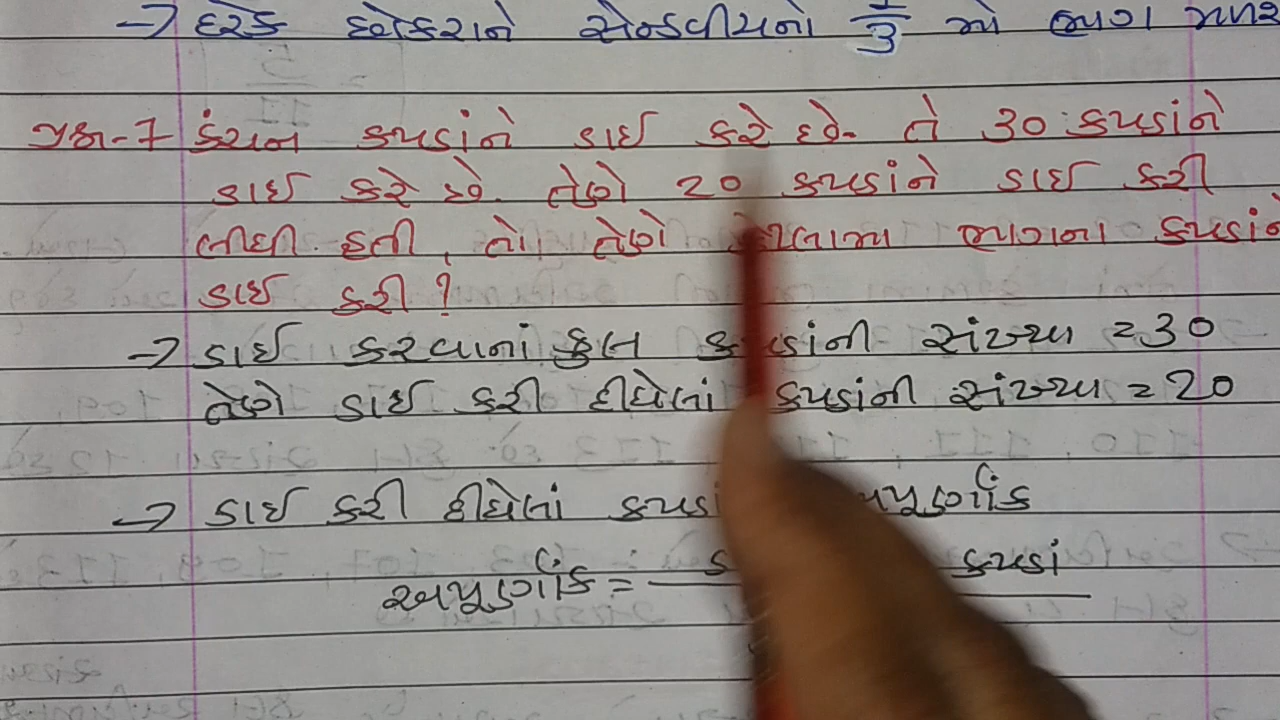 → દરેક છોકરાને સેન્ડવીચનો 1/3 મો ભાગ મળશ
પ્રશ્ન-7 કંચન કપડાંને ડાઈ કરે છે. તે 30 કપડાંને
ડાઈ કરે છે. તેણે 20 કપડાંને ડાઈ કરી
લીધી હતી, તો તેણે કેટલામા ભાગના કપડાંને
ડાઈ કરી ?
→ ડાઈ કરવાનાં કુલ કપડાંની સંખ્યા = 30
તેણે ડાઈ કરી દીધેલાં કપડાંની સંખ્યા = 20
→ ડાઈ કરી દીધેલાં અપૂર્ણાંક
અપૂર્ણાંક = કપડાં